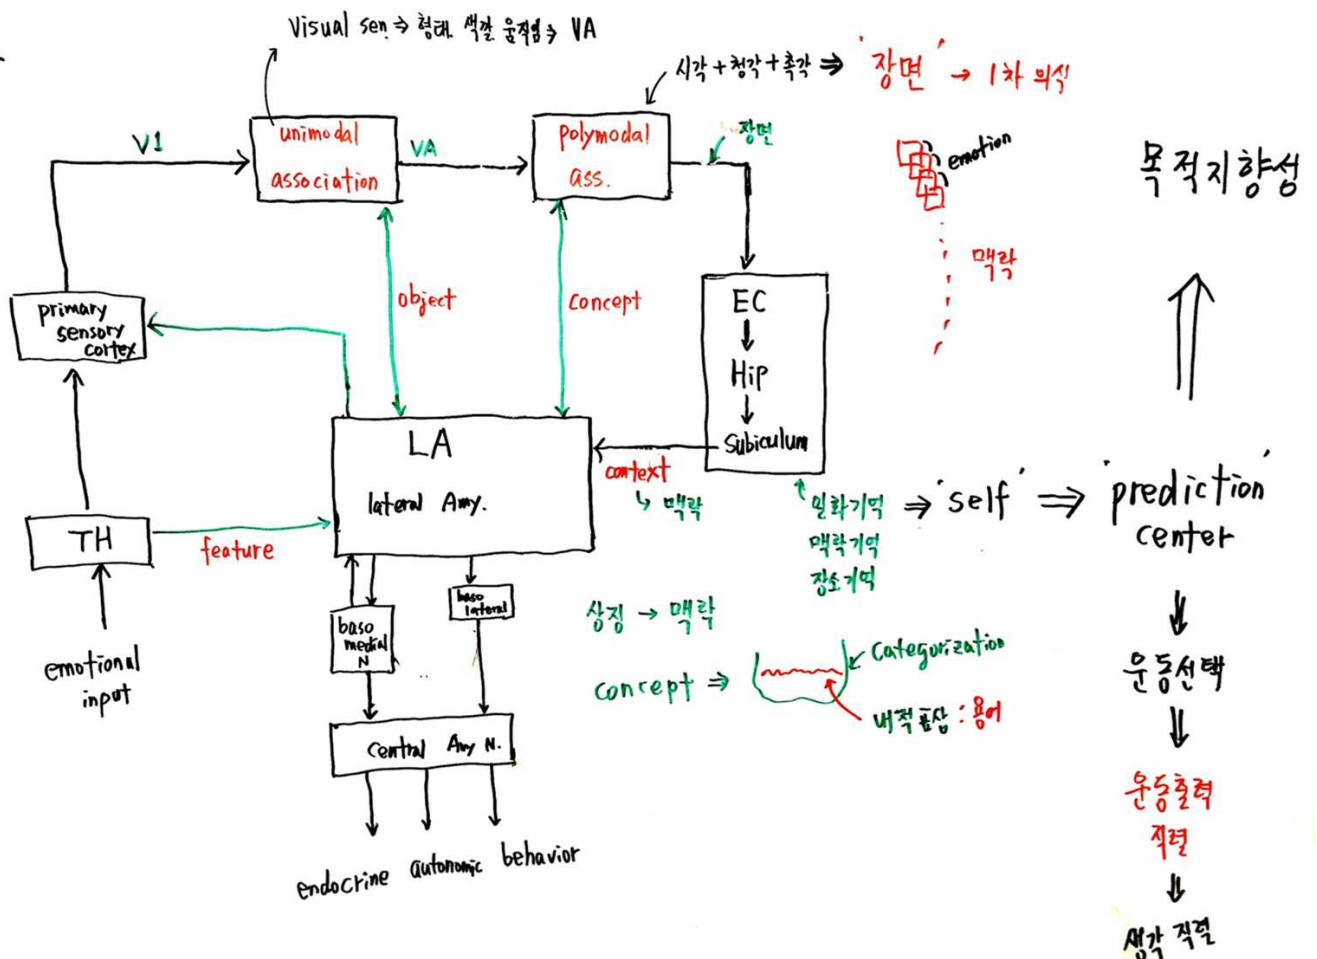 Visual sen ⇒ 형태 색깔 움직임 ⇒ VA
시각+청각+촉각 ⇒ '장면' → 1차 의식
V1
unimodal
association
VA
polymodal
ass.
장면
emotion
목적지향성
맥락
primary
sensory
cortex
object
concept
EC
Hip
Subiculum
LA
lateral Amy.
context
↳ 맥락
TH
feature
일화기억
맥락기억
장소기억
⇒ 'self' ⇒ 'prediction'
center
emotional
input
baso
medial
N
baso
lateral
상징 → 맥락
concept ⇒
categorization
내적표상 : 용어
운동선택
Central Amy N.
운동출력
직렬
endocrine autonomic behavior
생각 직렬